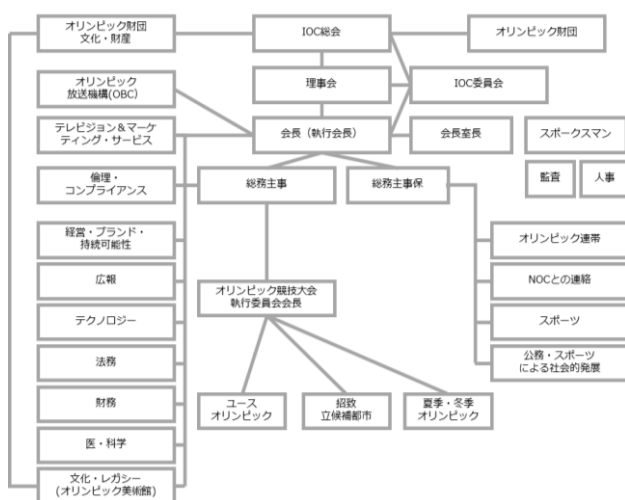 オリンピック財団
文化・財産
IOC総会
オリンピック財団
オリンピック
放送機構(OBC)
理事会
IOC委員会
テレビジョン＆マーケ
ティング・サービス
会長（執行会長）
会長室長
スポークスマン
倫理・
コンプライアンス
総務主事
総務主事保
監査
人事
経営・ブランド・
持続可能性
オリンピック連帯
広報
オリンピック競技大会
執行委員会会長
NOCとの連絡
テクノロジー
スポーツ
法務
公務・スポーツ
による社会的発展
財務
ユース
オリンピック
招致
立候補都市
夏季・冬季
オリンピック
医・科学
文化・レガシー
(オリンピック美術館)